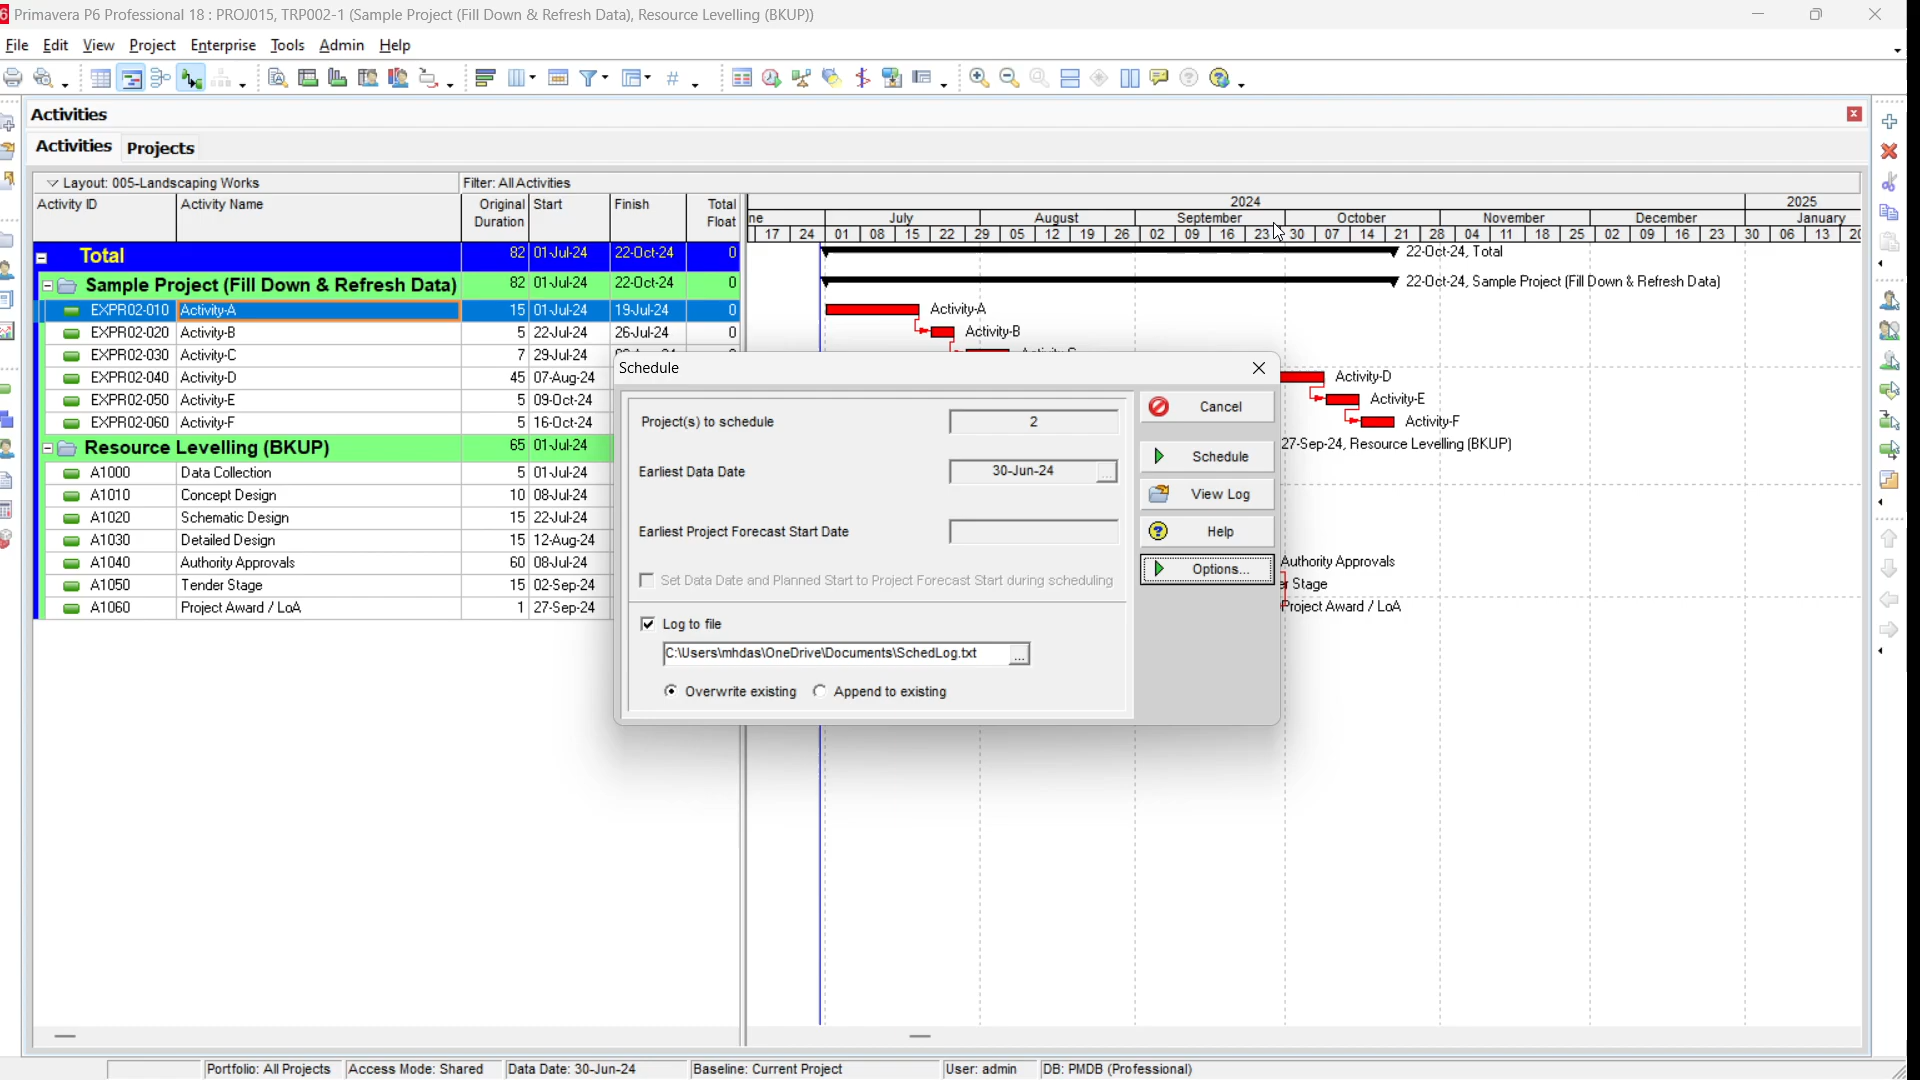 Primavera P6 Professional 18 : PROJ015, TRP002-1 (Sample Project (Fill Down & Refresh Data), Resource Levelling (BKUP))
File Edit View Project Enterprise Tools Admin Help
Activities
Activities Projects
Layout: 005-Landscaping Works Filter: All Activities
Activity ID Activity Name Original Duration Start Finish Total Float
2024 2025
ne July August September October November December January
17 24 01 08 15 22 29 05 12 19 26 02 09 16 23 30 07 14 21 28 04 11 18 25 02 09 16 23 30 06 13 20
Total 82 01-Jul-24 22-Oct-24 0 22-Oct-24, Total
Sample Project (Fill Down & Refresh Data) 82 01-Jul-24 22-Oct-24 0 22-Oct-24, Sample Project (Fill Down & Refresh Data)
EXPR02-010 Activity-A 15 01-Jul-24 19-Jul-24 0 Activity-A
EXPR02-020 Activity-B 5 22-Jul-24 26-Jul-24 0 Activity-B
EXPR02-030 Activity-C 7 29-Jul-24
EXPR02-040 Activity-D 45 07-Aug-24 Activity-D
EXPR02-050 Activity-E 5 09-Oct-24 Activity-E
EXPR02-060 Activity-F 5 16-Oct-24 Activity-F
Resource Levelling (BKUP) 65 01-Jul-24 27-Sep-24, Resource Levelling (BKUP)
A1000 Data Collection 5 01-Jul-24
A1010 Concept Design 10 08-Jul-24
A1020 Schematic Design 15 22-Jul-24
A1030 Detailed Design 15 12-Aug-24
A1040 Authority Approvals 60 08-Jul-24 Authority Approvals
A1050 Tender Stage 15 02-Sep-24 r Stage
A1060 Project Award / LoA 1 27-Sep-24 Project Award / LoA
Schedule
Project(s) to schedule 2
Earliest Data Date 30-Jun-24 ...
Earliest Project Forecast Start Date
Set Data Date and Planned Start to Project Forecast Start during scheduling
Log to file
C:\Users\mhdas\OneDrive\Documents\SchedLog.txt ...
Overwrite existing Append to existing
Cancel
Schedule
View Log
Help
Options...
Portfolio: All Projects Access Mode: Shared Data Date: 30-Jun-24 Baseline: Current Project User: admin DB: PMDB (Professional)